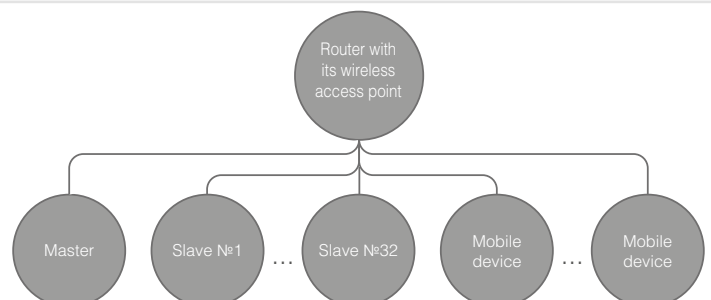 Router with
its wireless
access point
Master
Slave №1
...
Slave №32
Mobile
device
...
Mobile
device